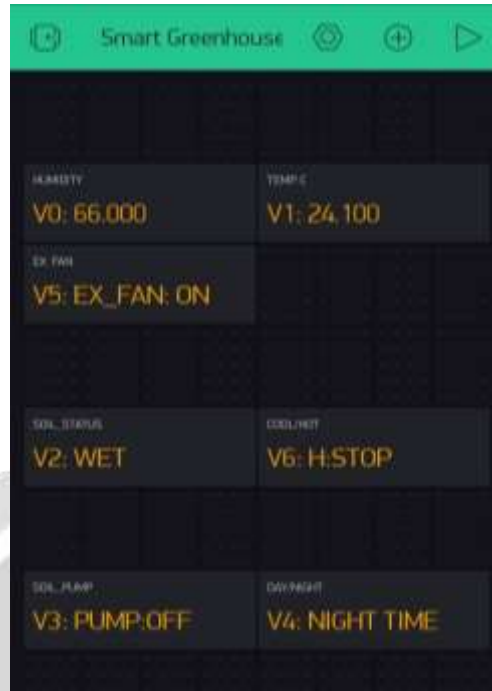 Smart Greenhouse
HUMIDITY
TEMP.C
V0: 66.000
V1: 24.100
EX. FAN
V5: EX_FAN: ON
SOIL_STATUS
COOL/HOT
V2: WET
V6: H:STOP
SOIL_PUMP
DAY/NIGHT
V3: PUMP:OFF
V4: NIGHT TIME